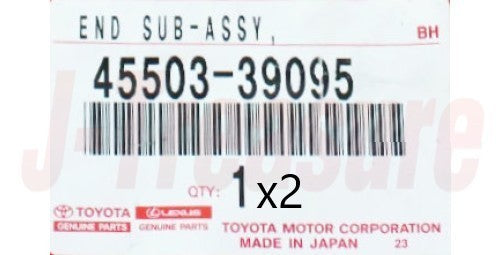 END SUB-ASSY,
BH
45503-39095
J-Treasure
QTY: 1 x2
TOYOTA LEXUS
GENUINE PARTS GENUINE PARTS
TOYOTA MOTOR CORPORATION
MADE IN JAPAN 23